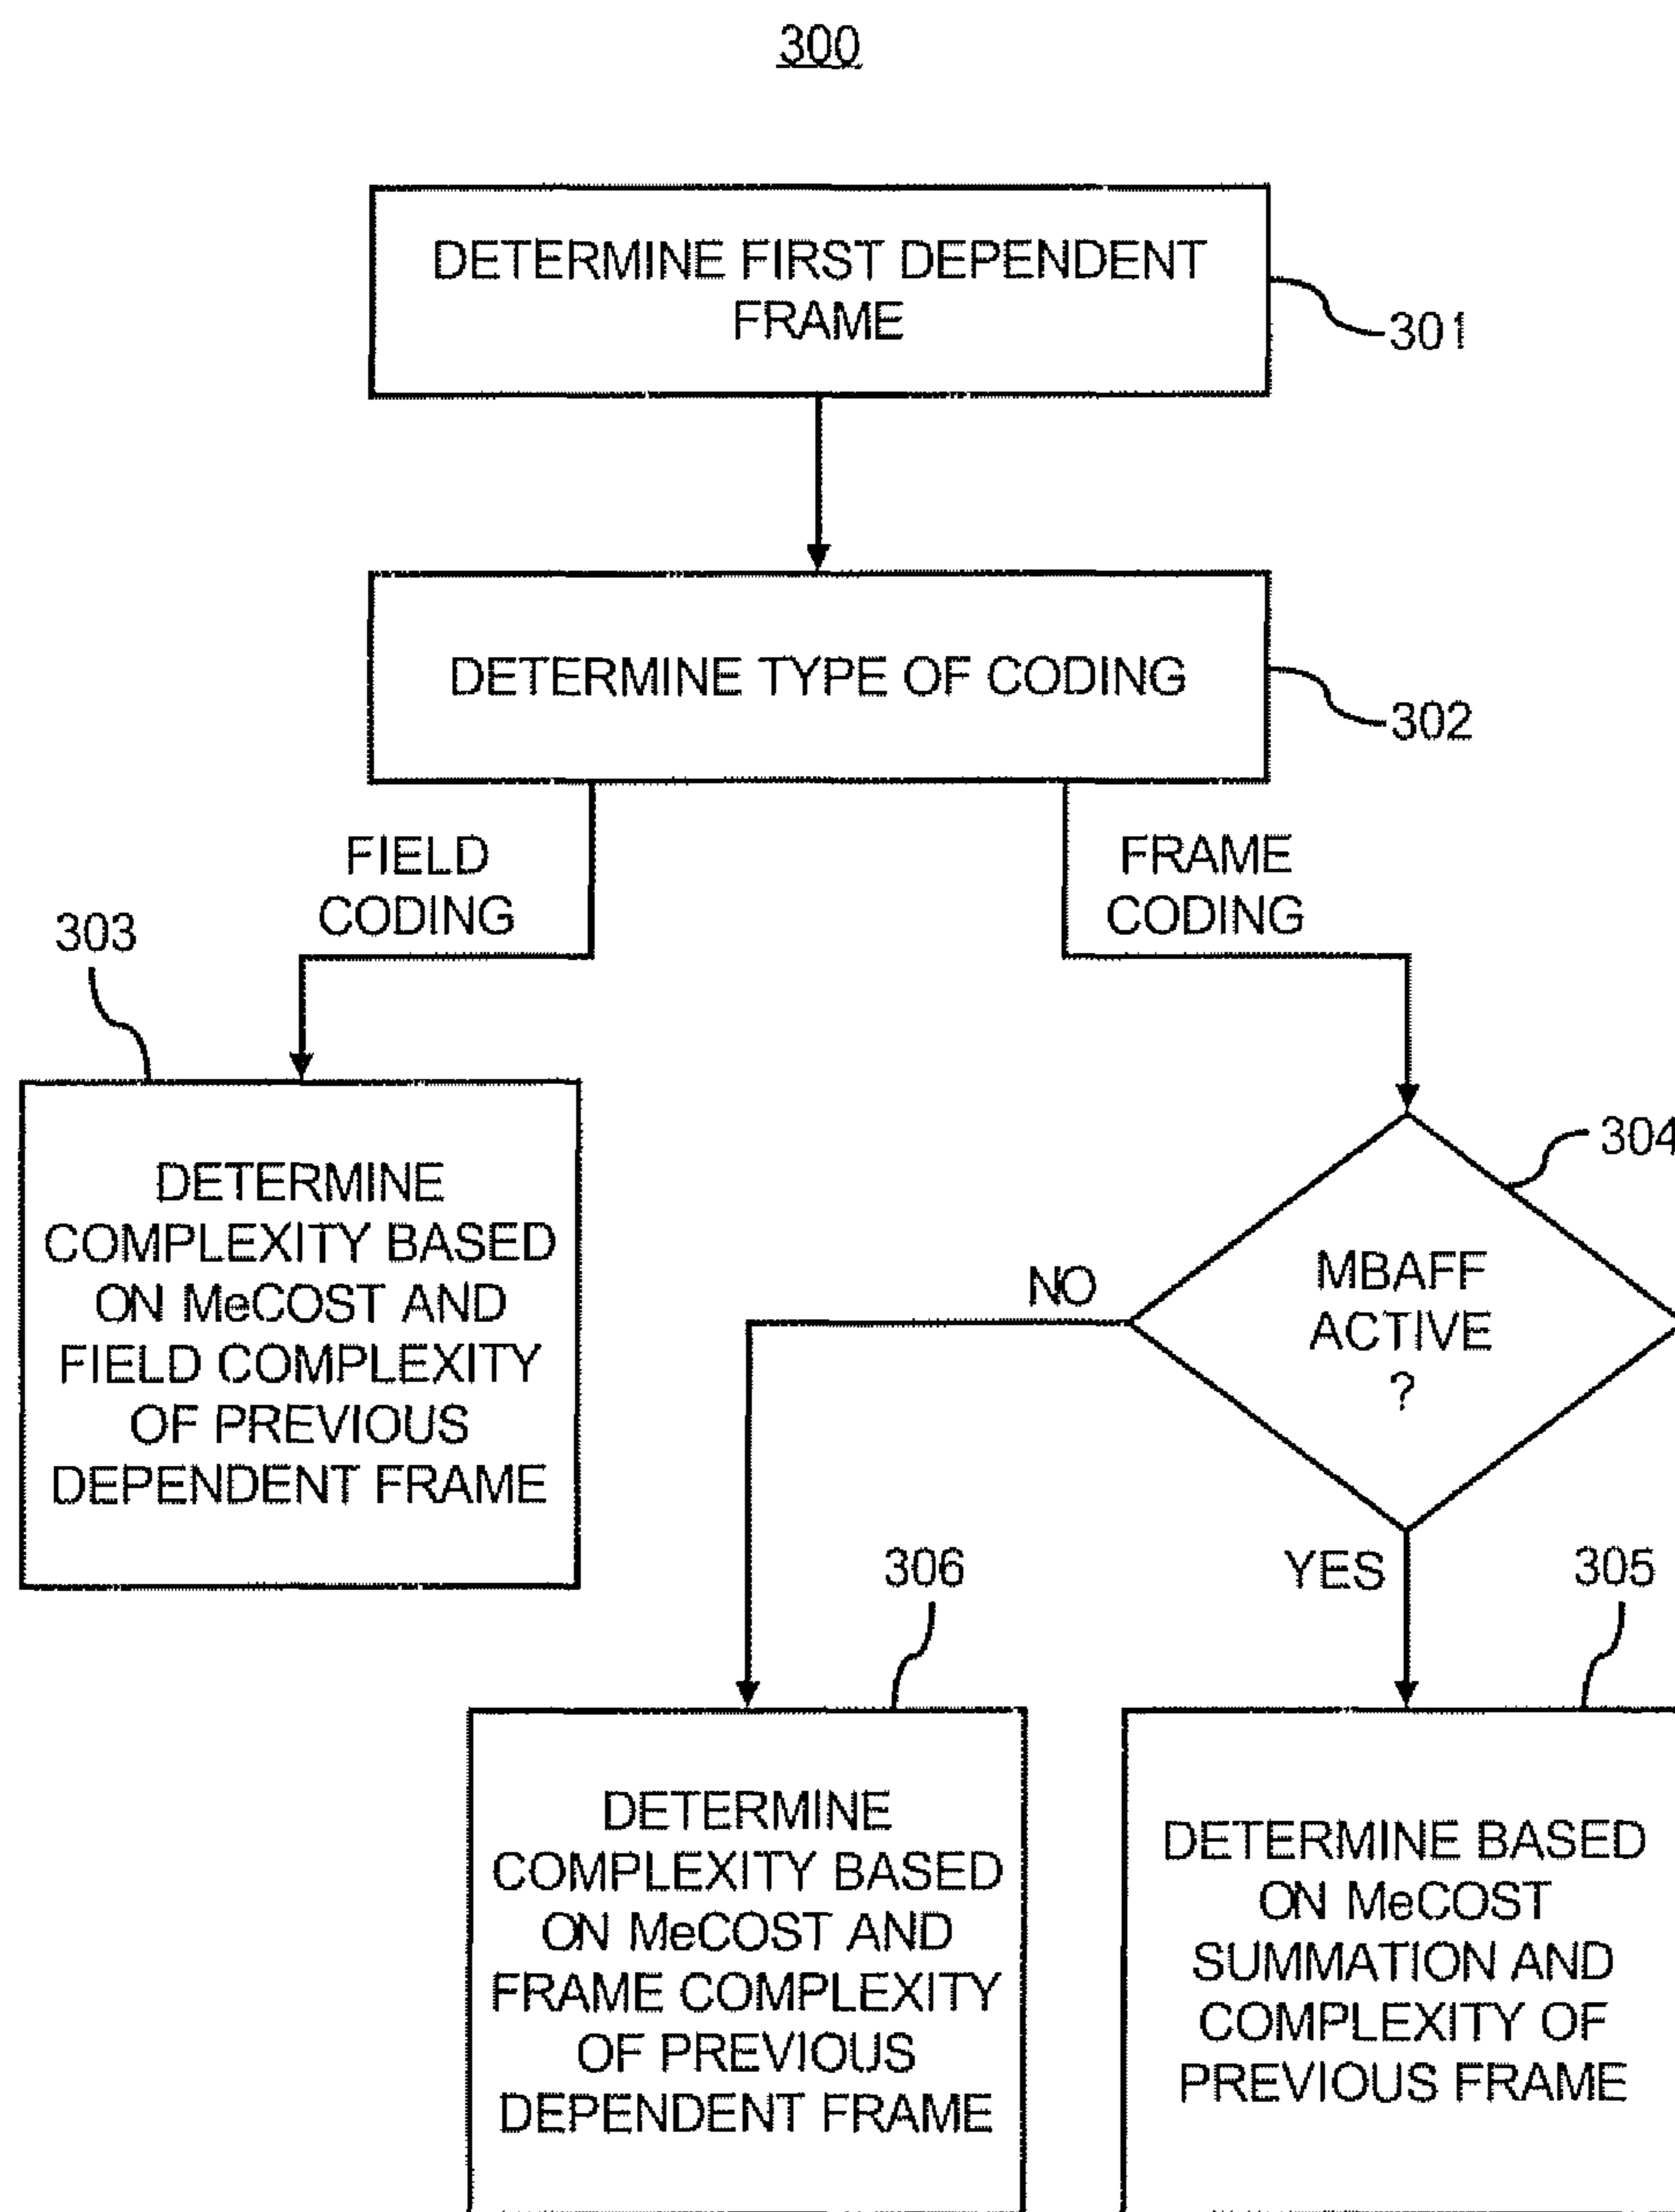 300
DETERMINE FIRST DEPENDENT
FRAME
301
DETERMINE TYPE OF CODING
302
FIELD
CODING
FRAME
CODING
303
DETERMINE
COMPLEXITY BASED
ON MeCOST AND
FIELD COMPLEXITY
OF PREVIOUS
DEPENDENT FRAME
304
MBAFF
ACTIVE
?
NO
YES
306
305
DETERMINE
COMPLEXITY BASED
ON MeCOST AND
FRAME COMPLEXITY
OF PREVIOUS
DEPENDENT FRAME
DETERMINE BASED
ON MeCOST
SUMMATION AND
COMPLEXITY OF
PREVIOUS FRAME